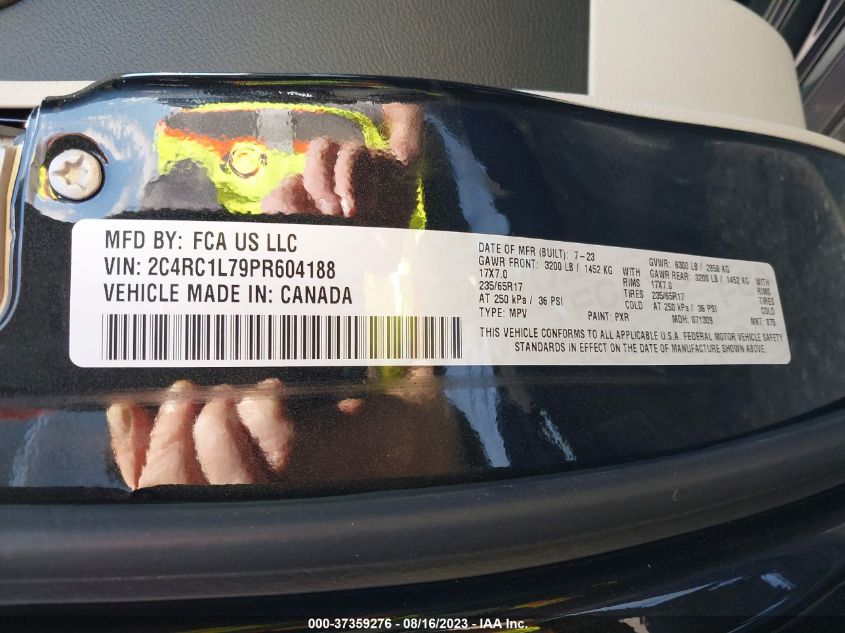 MFD BY: FCA US LLC
VIN: 2C4RC1L79PR604188
VEHICLE MADE IN: CANADA
DATE OF MFR (BUILT): 7-23 GVWR: 6300 LB / 2858 KG
GAWR FRONT: 3200 LB / 1452 KG GAWR REAR: 3200 LB / 1452 KG
17X7.0 RIMS 17X7.0 RIMS
235/65R17 TIRES 235/65R17 TIRES
AT 250 kPa / 36 PSI COLD AT 250 kPa / 36 PSI COLD
TYPE: MPV PAINT: PXR MDH: 071309 MKT: 075
THIS VEHICLE CONFORMS TO ALL APPLICABLE U.S.A. FEDERAL MOTOR VEHICLE SAFETY
STANDARDS IN EFFECT ON THE DATE OF MANUFACTURE SHOWN ABOVE.
000-37359276 - 08/16/2023 - IAA Inc.